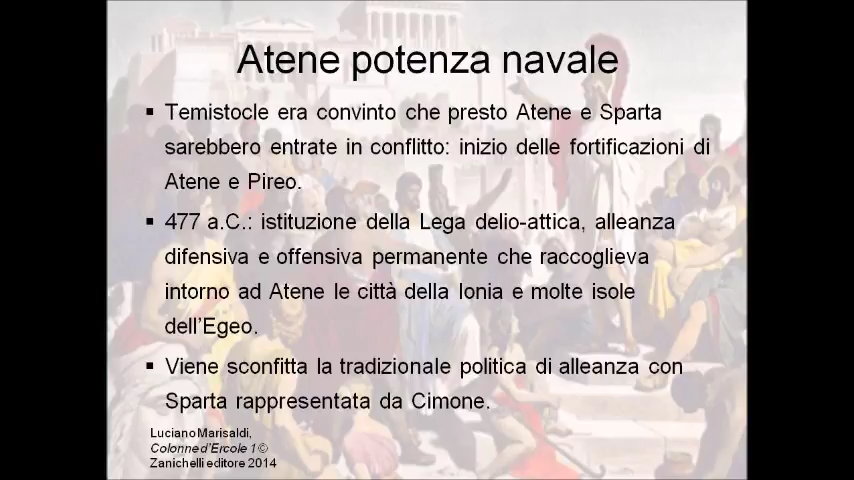 Atene potenza navale
▪ Temistocle era convinto che presto Atene e Sparta
sarebbero entrate in conflitto: inizio delle fortificazioni di
Atene e Pireo.
▪ 477 a.C.: istituzione della Lega delio-attica, alleanza
difensiva e offensiva permanente che raccoglieva
intorno ad Atene le città della Ionia e molte isole
dell'Egeo.
▪ Viene sconfitta la tradizionale politica di alleanza con
Sparta rappresentata da Cimone.
Luciano Marisaldi,
Colonne d'Ercole 1 ©
Zanichelli editore 2014